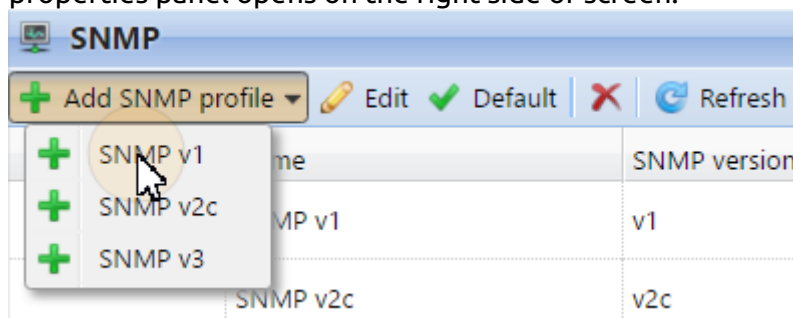 properties panel opens on the right side of screen.
SNMP
Add SNMP profile Edit Default Refresh
SNMP v1
me SNMP version
SNMP v2c
MP v1 v1
SNMP v3
SNMP v2c v2c